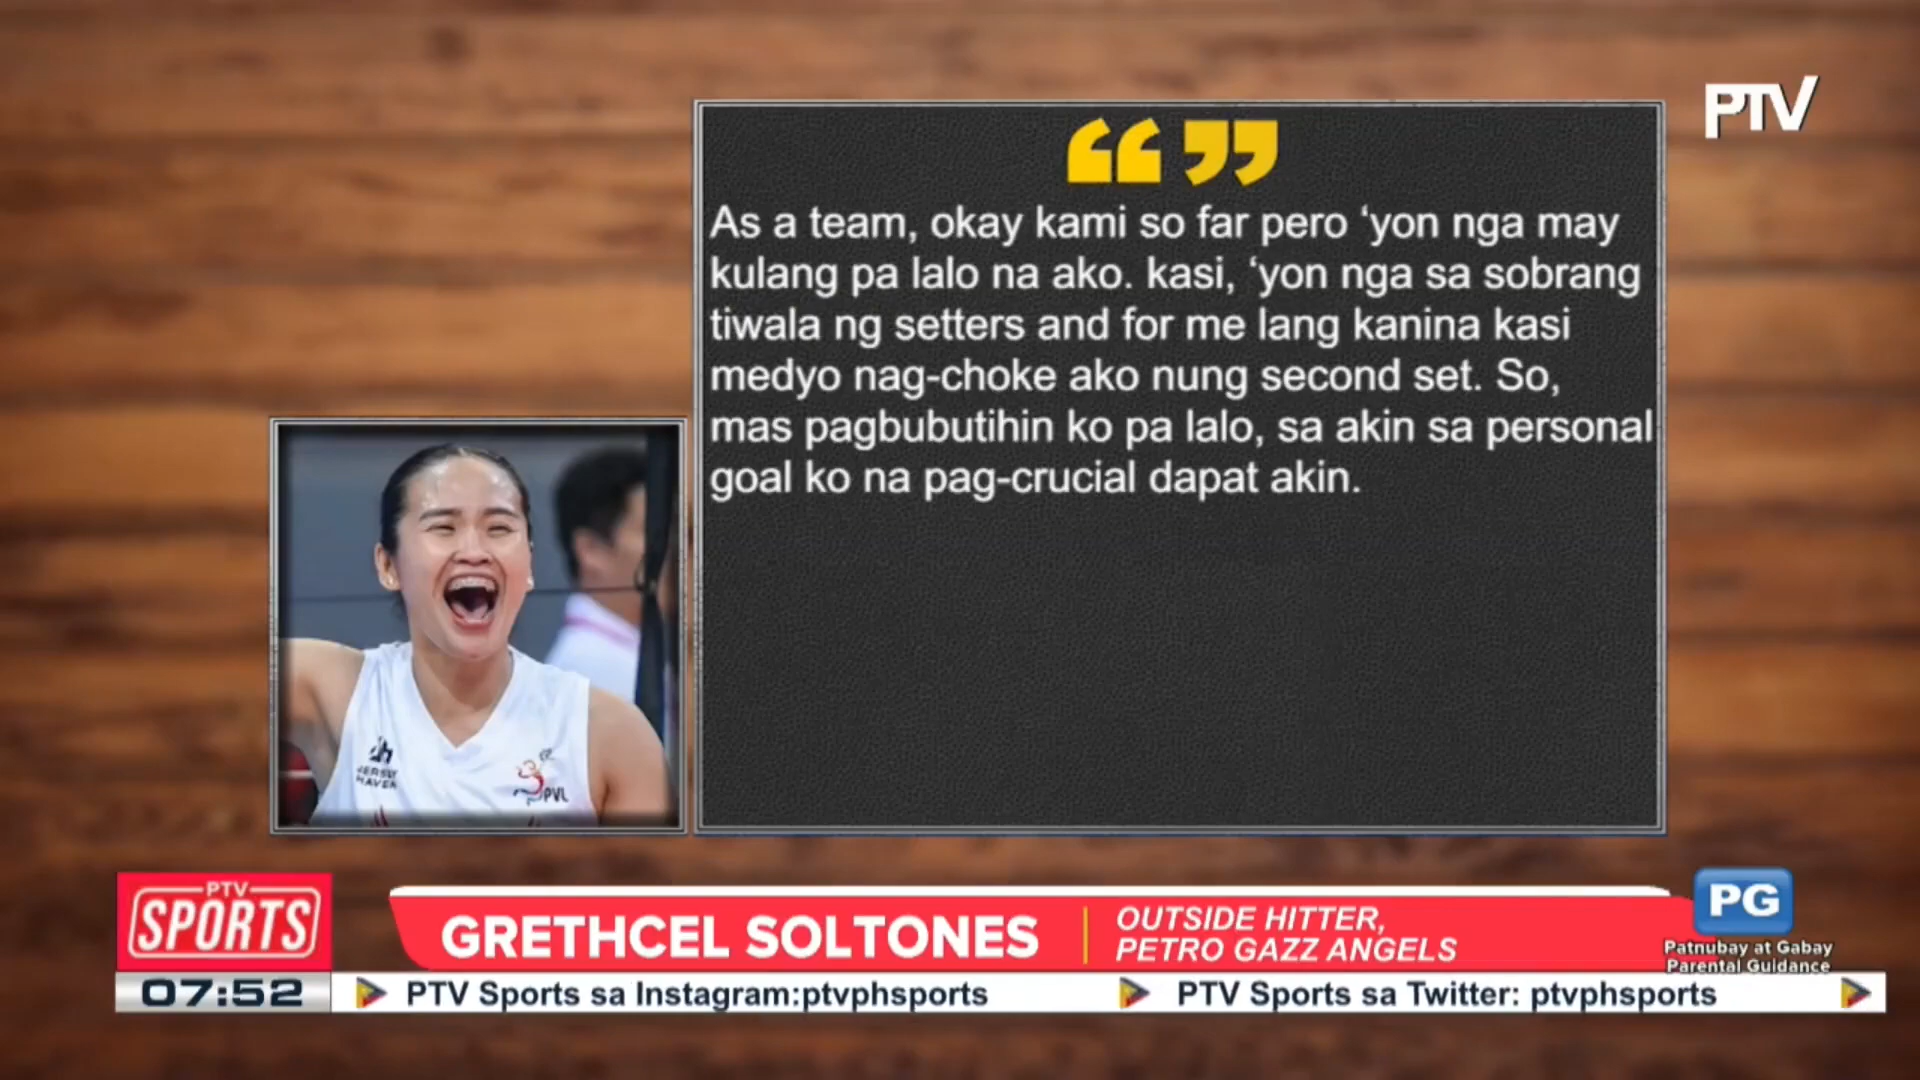 PTV
“ ”
As a team, okay kami so far pero ‘yon nga may
kulang pa lalo na ako. kasi, ‘yon nga sa sobrang
tiwala ng setters and for me lang kanina kasi
medyo nag-choke ako nung second set. So,
mas pagbubutihin ko pa lalo, sa akin sa personal
goal ko na pag-crucial dapat akin.
JERSEY
HAVEN
PVL
PTV
SPORTS
GRETHCEL SOLTONES
OUTSIDE HITTER,
PETRO GAZZ ANGELS
PG
Patnubay at Gabay
Parental Guidance
07:52
PTV Sports sa Instagram:ptvphsports
PTV Sports sa Twitter: ptvphsports